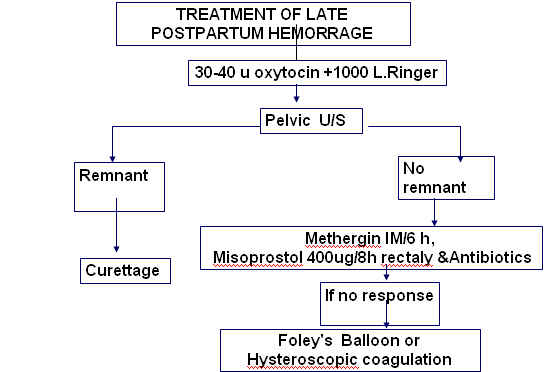 TREATMENT OF LATE
POSTPARTUM HEMORRAGE
30-40 u oxytocin +1000 L.Ringer
Pelvic U/S
Remnant
No
remnant
Curettage
Methergin IM/6 h,
Misoprostol 400ug/8h rectaly &Antibiotics
If no response
Foley's Balloon or
Hysteroscopic coagulation